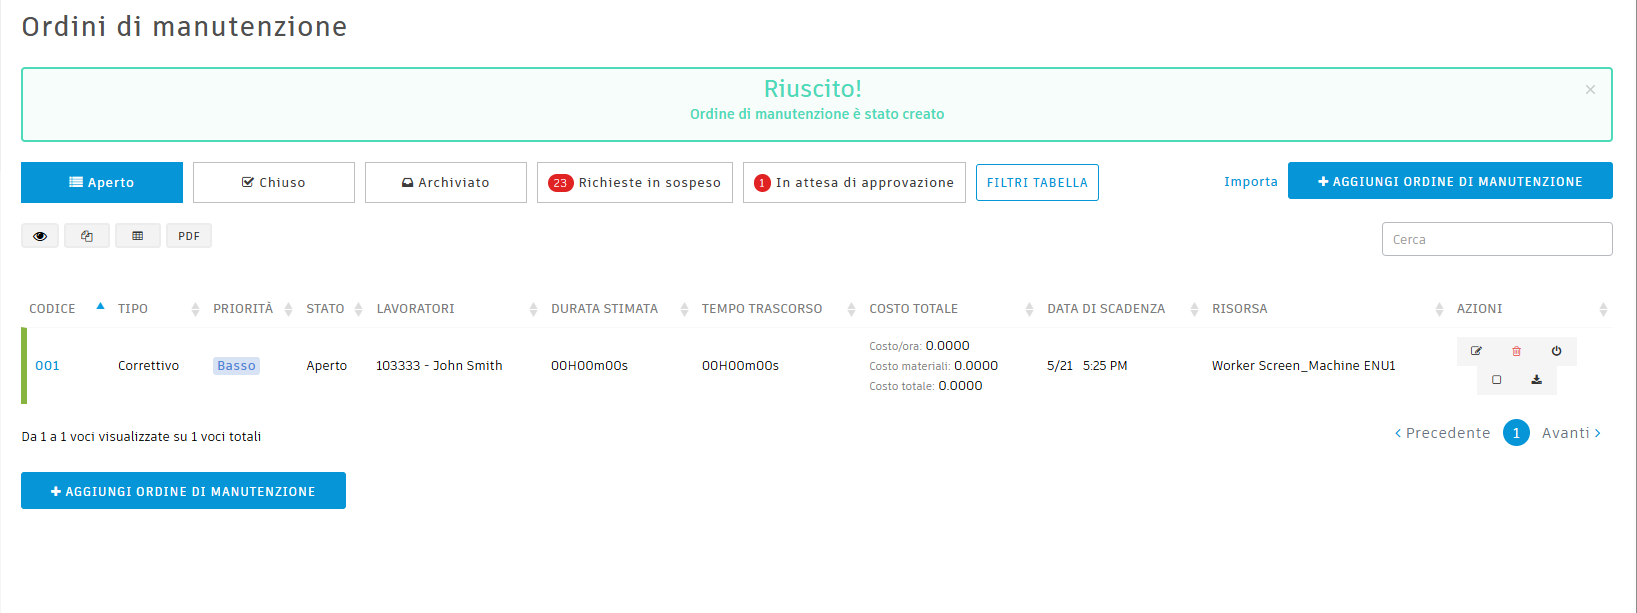 Ordini di manutenzione
Riuscito!
×
Ordine di manutenzione è stato creato
Aperto
Chiuso
Archiviato
23 Richieste in sospeso
1 In attesa di approvazione
FILTRI TABELLA
Importa
+ AGGIUNGI ORDINE DI MANUTENZIONE
PDF
Cerca
CODICE TIPO PRIORITÀ STATO LAVORATORI DURATA STIMATA TEMPO TRASCORSO COSTO TOTALE DATA DI SCADENZA RISORSA AZIONI
001 Correttivo Basso Aperto 103333 - John Smith 00H00m00s 00H00m00s
Costo/ora: 0.0000
Costo materiali: 0.0000
Costo totale: 0.0000
5/21 5:25 PM
Worker Screen_Machine ENU1
Da 1 a 1 voci visualizzate su 1 voci totali
‹ Precedente 1 Avanti ›
+ AGGIUNGI ORDINE DI MANUTENZIONE